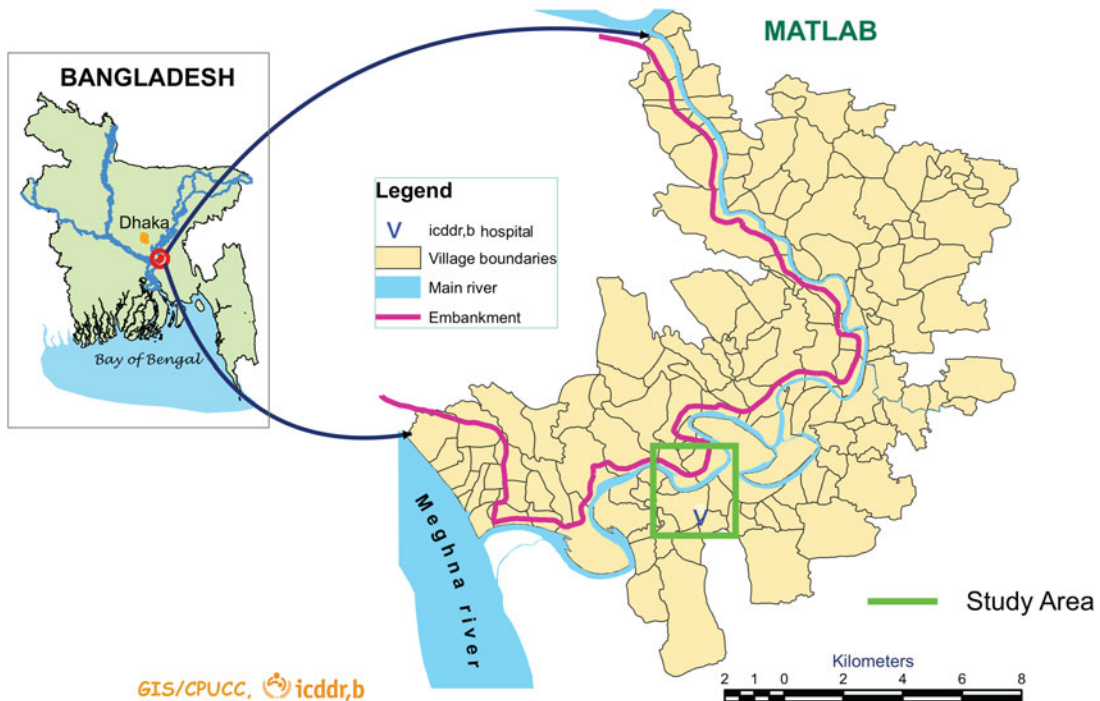 MATLAB
BANGLADESH
Dhaka
Bay of Bengal
Legend
V icddr,b hospital
Village boundaries
Main river
Embankment
Meghna river
V
Study Area
Kilometers
2 1 0 2 4 6 8
GIS/CPUCC, icddr,b